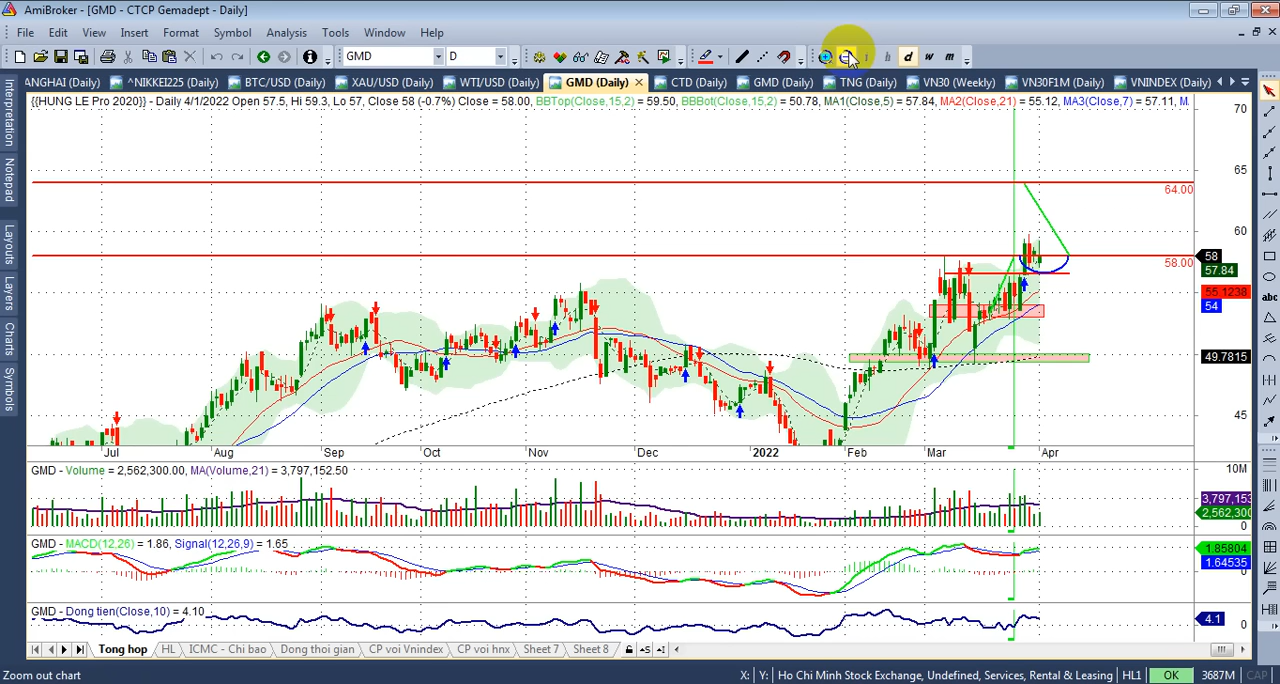 AmiBroker - [GMD - CTCP Gemadept - Daily]
File Edit View Insert Format Symbol Analysis Tools Window Help
GMD D h d w m
ANGHAI (Daily) ^NIKKEI225 (Daily) BTC/USD (Daily) XAU/USD (Daily) WTI/USD (Daily) GMD (Daily) CTD (Daily) GMD (Daily) TNG (Daily) VN30 (Weekly) VN30F1M (Daily) VNINDEX (Daily)
{{HUNG LE Pro 2020}} - Daily 4/1/2022 Open 57.5, Hi 59.3, Lo 57, Close 58 (-0.7%) Close = 58.00, BBTop(Close,15,2) = 59.50, BBBot(Close,15,2) = 50.78, MA1(Close,5) = 57.84, MA2(Close,21) = 55.12, MA3(Close,7) = 57.11, M
Interpretation
Notepad
Layouts
Layers
Charts
Symbols
70
65
64.00
60
58
58.00
57.84
55.1238
54
49.7815
45
Jul Aug Sep Oct Nov Dec 2022 Feb Mar Apr
GMD - Volume = 2,562,300.00, MA(Volume,21) = 3,797,152.50
10M
3,797,153
2,562,300
0
GMD - MACD(12,26) = 1.86, Signal(12,26,9) = 1.65
1.85804
1.64535
0
GMD - Dong tien(Close,10) = 4.10
4.1
0
abc
Tong hop HL ICMC - Chi bao Dong thoi gian CP voi Vnindex CP voi hnx Sheet 7 Sheet 8
Zoom out chart X: Y: Ho Chi Minh Stock Exchange, Undefined, Services, Rental & Leasing HL1 OK 3687M CAP